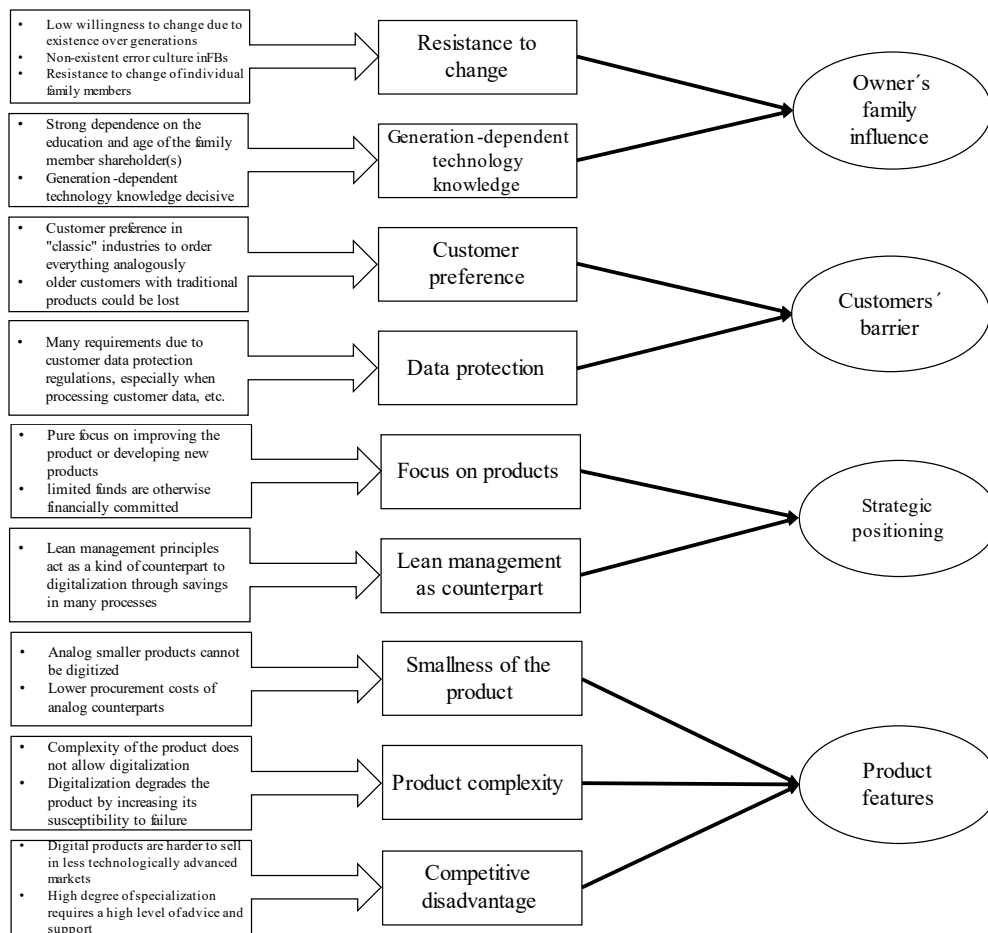 • Low willingness to change due to
existence over generations
• Non-existent error culture inFBs
• Resistance to change of individual
family members
Resistance to
change
• Strong dependence on the
education and age of the family
member shareholder(s)
• Generation-dependent
technology knowledge decisive
Generation-dependent
technology
knowledge
Owner´s
family
influence
• Customer preference in
"classic" industries to order
everything analogously
• older customers with traditional
products could be lost
Customer
preference
• Many requirements due to
customer data protection
regulations, especially when
processing customer data, etc.
Data protection
Customers´
barrier
• Pure focus on improving the
product or developing new
products
• limited funds are otherwise
financially committed
Focus on products
• Lean management principles
act as a kind of counterpart to
digitalization through savings
in many processes
Lean management
as counterpart
Strategic
positioning
• Analog smaller products cannot
be digitized
• Lower procurement costs of
analog counterparts
Smallness of the
product
• Complexity of the product does
not allow digitalization
• Digitalization degrades the
product by increasing its
susceptibility to failure
Product complexity
• Digital products are harder to sell
in less technologically advanced
markets
• High degree of specialization
requires a high level of advice and
support
Competitive
disadvantage
Product
features